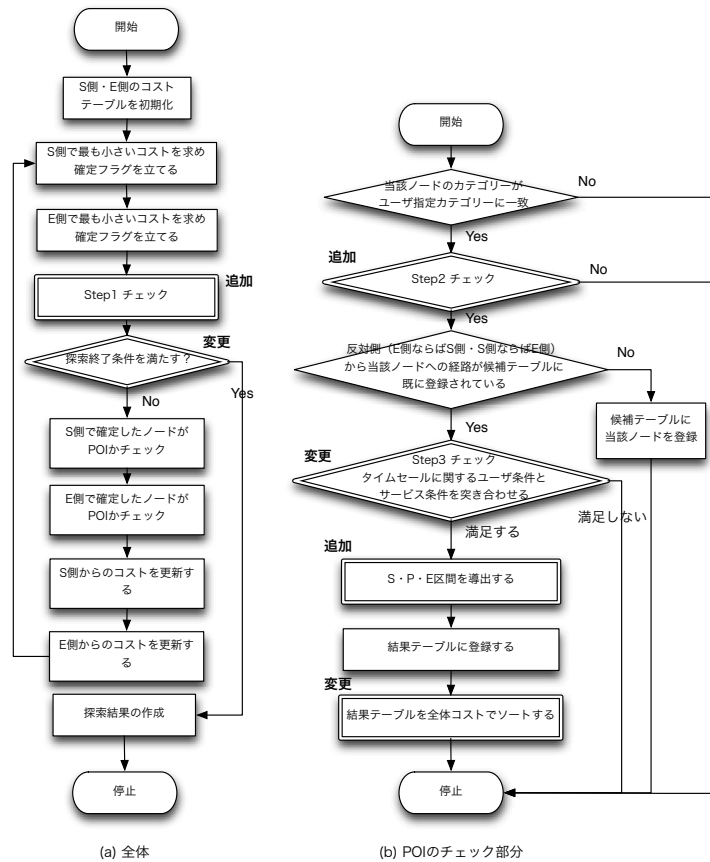 開始
S側・E側のコスト
テーブルを初期化
S側で最も小さいコストを求め
確定フラグを立てる
E側で最も小さいコストを求め
確定フラグを立てる
追加
Step1 チェック
変更
探索終了条件を満たす？
Yes
No
S側で確定したノードが
POIかチェック
E側で確定したノードが
POIかチェック
S側からのコストを更新す
る
E側からのコストを更新す
る
探索結果の作成
停止
(a) 全体
開始
当該ノードのカテゴリーが
ユーザ指定カテゴリーに一致
No
Yes
追加
Step2 チェック
No
Yes
反対側（E側ならばS側・S側ならばE側）
から当該ノードへの経路が候補テーブルに
既に登録されている
No
候補テーブルに
当該ノードを登録
Yes
変更
Step3 チェック
タイムセールに関するユーザ条件と
サービス条件を突き合わせる
満足しない
満足する
追加
S・P・E区間を導出する
結果テーブルに登録する
変更
結果テーブルを全体コストでソートする
停止
(b) POIのチェック部分